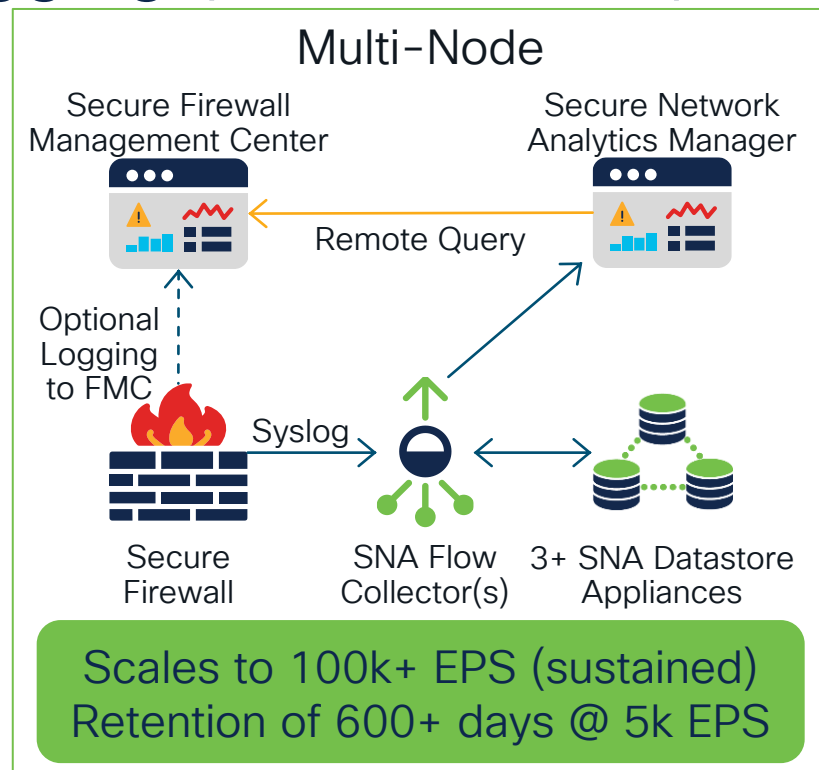 Multi-Node
Secure Firewall
Management Center
Secure Network
Analytics Manager
Remote Query
Optional
Logging
to FMC
Syslog
Secure
Firewall
SNA Flow
Collector(s)
3+ SNA Datastore
Appliances
Scales to 100k+ EPS (sustained)
Retention of 600+ days @ 5k EPS